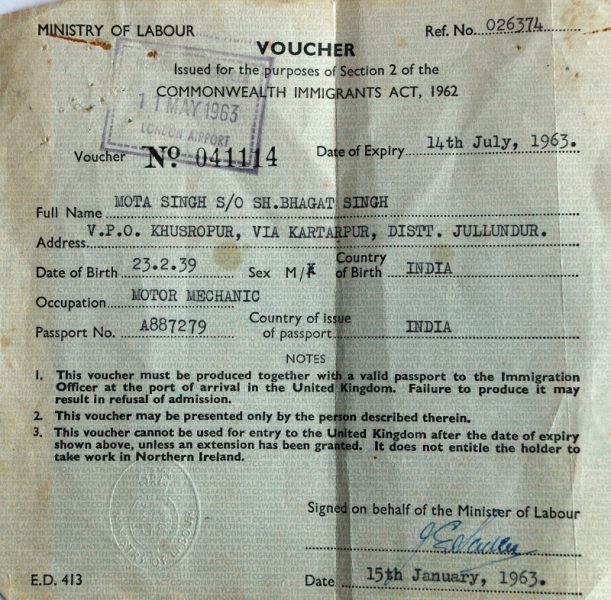 MINISTRY OF LABOUR
Ref. No. 026374
VOUCHER
Issued for the purposes of Section 2 of the
COMMONWEALTH IMMIGRANTS ACT, 1962
11 MAY 1963
LONDON AIRPORT
Voucher No. 041114
Date of Expiry 14th July, 1963.
Full Name MOTA SINGH S/O SH.BHAGAT SINGH
Address V.P.O. KHUSROPUR, VIA KARTARPUR, DISTT. JULLUNDUR.
Date of Birth 23.2.39 Sex M/F Country of Birth INDIA
Occupation MOTOR MECHANIC
Passport No. A887279 Country of issue of passport INDIA
NOTES
1. This voucher must be produced together with a valid passport to the Immigration
Officer at the port of arrival in the United Kingdom. Failure to produce it may
result in refusal of admission.
2. This voucher may be presented only by the person described therein.
3. This voucher cannot be used for entry to the United Kingdom after the date of expiry
shown above, unless an extension has been granted. It does not entitle the holder to
take work in Northern Ireland.
Signed on behalf of the Minister of Labour
E.D. 413
Date 15th January, 1963.